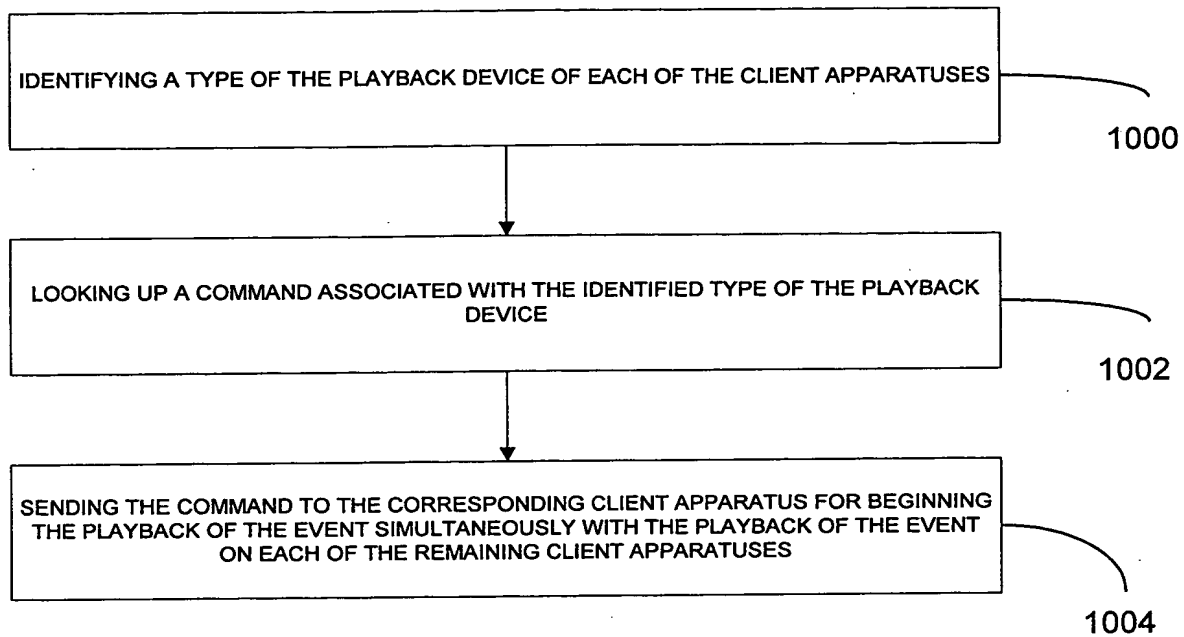 IDENTIFYING A TYPE OF THE PLAYBACK DEVICE OF EACH OF THE CLIENT APPARATUSES
1000
LOOKING UP A COMMAND ASSOCIATED WITH THE IDENTIFIED TYPE OF THE PLAYBACK
DEVICE
1002
SENDING THE COMMAND TO THE CORRESPONDING CLIENT APPARATUS FOR BEGINNING
THE PLAYBACK OF THE EVENT SIMULTANEOUSLY WITH THE PLAYBACK OF THE EVENT
ON EACH OF THE REMAINING CLIENT APPARATUSES
1004